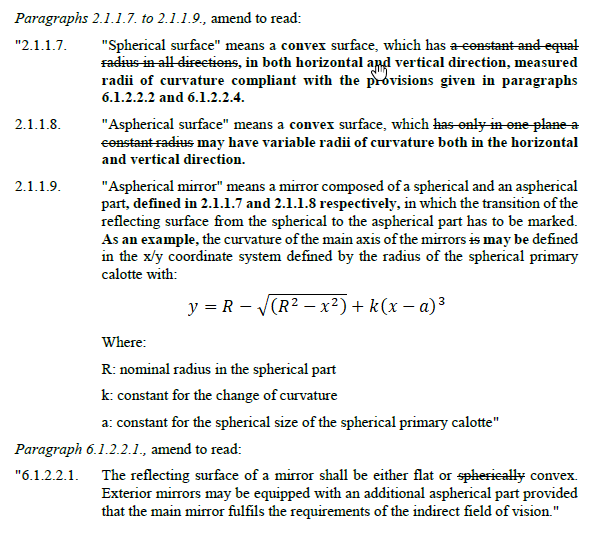 Paragraphs 2.1.1.7. to 2.1.1.9., amend to read:
"2.1.1.7. "Spherical surface" means a convex surface, which has a constant and equal
radius in all directions, in both horizontal and vertical direction, measured
radii of curvature compliant with the provisions given in paragraphs
6.1.2.2.2 and 6.1.2.2.4.
2.1.1.8. "Aspherical surface" means a convex surface, which has only in one plane a
constant radius may have variable radii of curvature both in the horizontal
and vertical direction.
2.1.1.9. "Aspherical mirror" means a mirror composed of a spherical and an aspherical
part, defined in 2.1.1.7 and 2.1.1.8 respectively, in which the transition of the
reflecting surface from the spherical to the aspherical part has to be marked.
As an example, the curvature of the main axis of the mirrors is may be defined
in the x/y coordinate system defined by the radius of the spherical primary
calotte with:
y = R − √(R² − x²) + k(x − a)³
Where:
R: nominal radius in the spherical part
k: constant for the change of curvature
a: constant for the spherical size of the spherical primary calotte"
Paragraph 6.1.2.2.1., amend to read:
"6.1.2.2.1. The reflecting surface of a mirror shall be either flat or spherically convex.
Exterior mirrors may be equipped with an additional aspherical part provided
that the main mirror fulfils the requirements of the indirect field of vision."